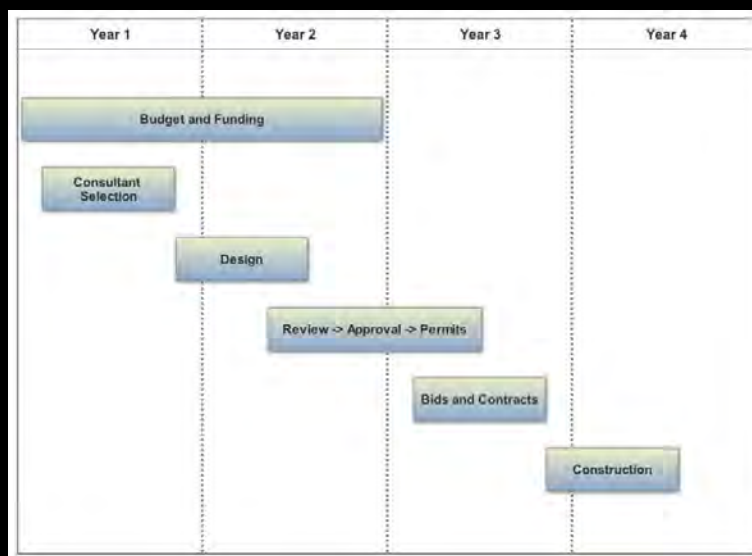 Year 1 Year 2 Year 3 Year 4
Budget and Funding
Consultant
Selection
Design
Review -> Approval -> Permits
Bids and Contracts
Construction